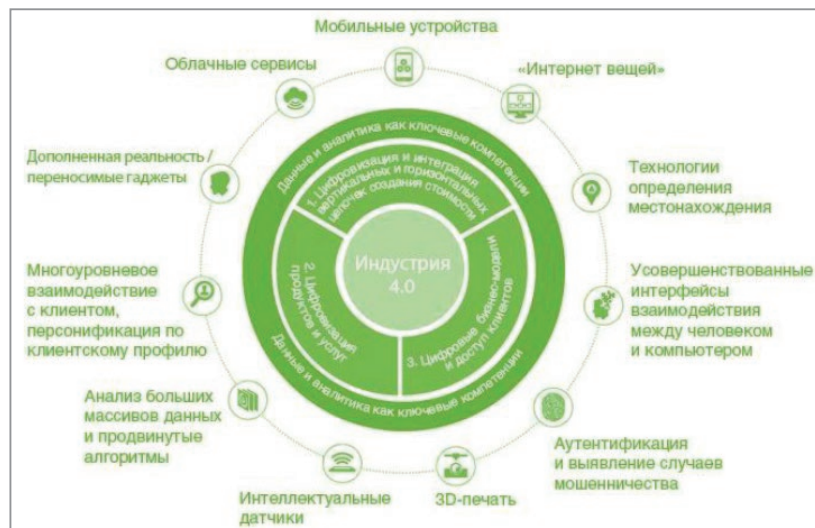 Мобильные устройства
Облачные сервисы
«Интернет вещей»
Дополненная реальность /
переносимые гаджеты
Технологии
определения
местонахождения
Многоуровневое
взаимодействие
с клиентом,
персонификация по
клиентскому профилю
Усовершенствованные
интерфейсы
взаимодействия
между человеком
и компьютером
Анализ больших
массивов данных
и продвинутые
алгоритмы
Аутентификация
и выявление случаев
мошенничества
Интеллектуальные
датчики
3D-печать
Данные и аналитика как ключевые компетенции
1. Цифровизация и интеграция
вертикальных и горизонтальных
цепочек создания стоимости
Индустрия
4.0
2. Цифровизация
продуктов и услуг
3. Цифровые бизнес-модели
и доступ клиентов
Данные и аналитика как ключевые компетенции